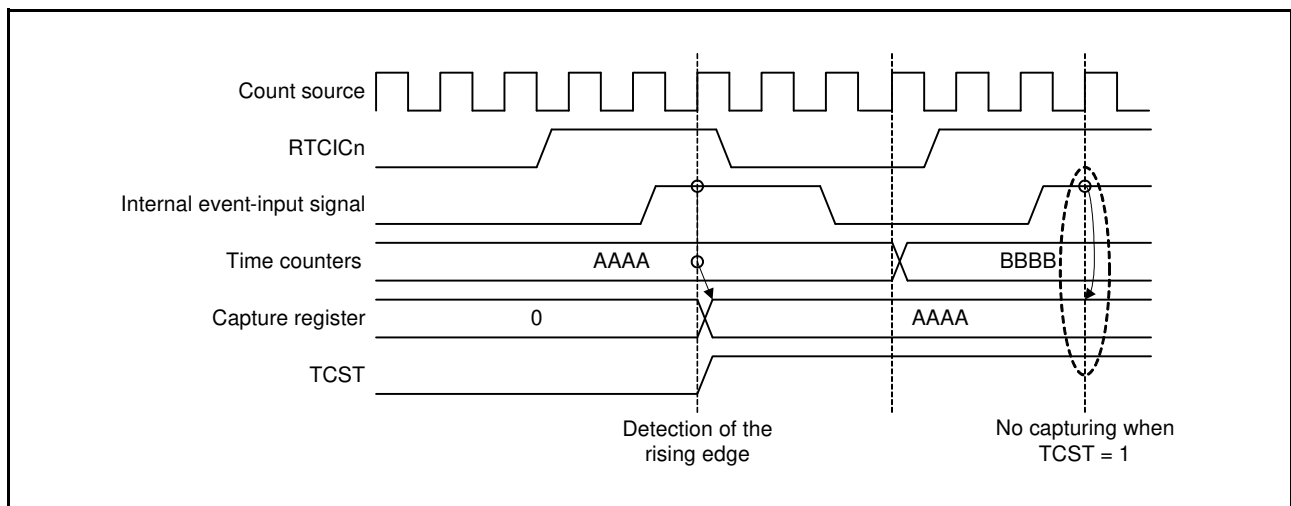 Count source
RTCICn
Internal event-input signal
Time counters
AAAA
BBBB
Capture register
0
AAAA
TCST
Detection of the
rising edge
No capturing when
TCST = 1